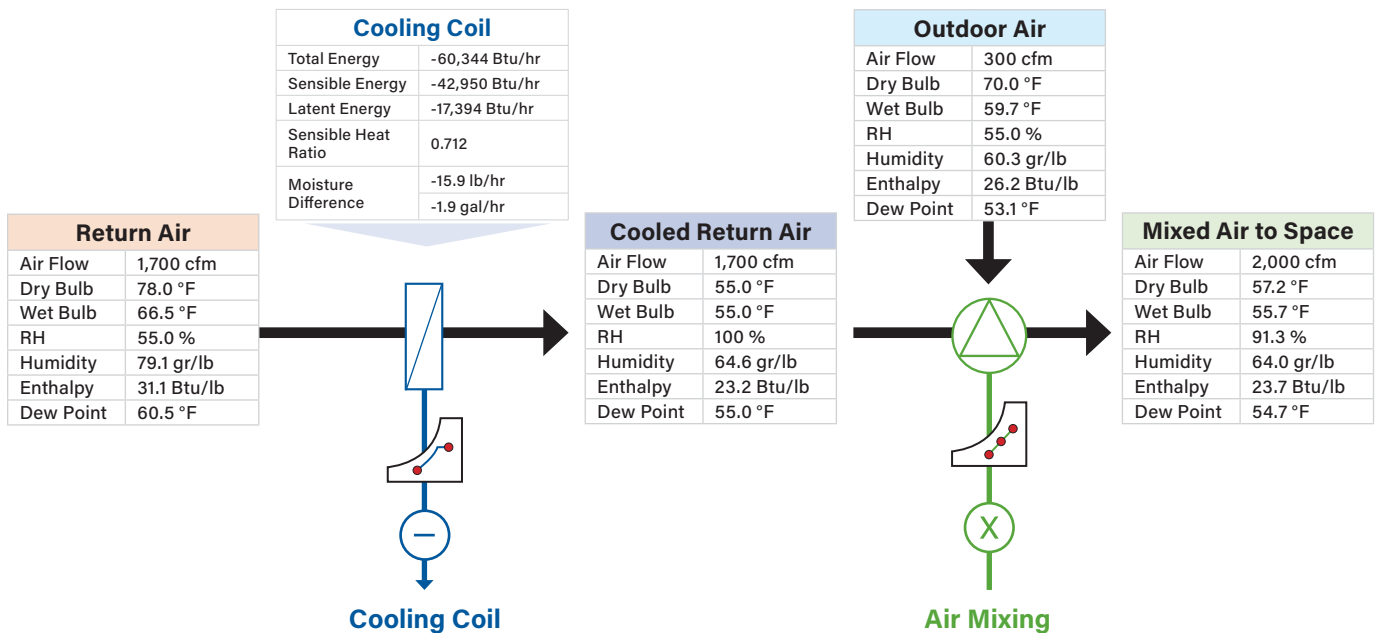 Cooling Coil
Total Energy -60,344 Btu/hr
Sensible Energy -42,950 Btu/hr
Latent Energy -17,394 Btu/hr
Sensible Heat
Ratio
0.712
Moisture
Difference
-15.9 lb/hr
-1.9 gal/hr
Outdoor Air
Air Flow 300 cfm
Dry Bulb 70.0 °F
Wet Bulb 59.7 °F
RH 55.0 %
Humidity 60.3 gr/lb
Enthalpy 26.2 Btu/lb
Dew Point 53.1 °F
Return Air
Air Flow 1,700 cfm
Dry Bulb 78.0 °F
Wet Bulb 66.5 °F
RH 55.0 %
Humidity 79.1 gr/lb
Enthalpy 31.1 Btu/lb
Dew Point 60.5 °F
Cooled Return Air
Air Flow 1,700 cfm
Dry Bulb 55.0 °F
Wet Bulb 55.0 °F
RH 100 %
Humidity 64.6 gr/lb
Enthalpy 23.2 Btu/lb
Dew Point 55.0 °F
Mixed Air to Space
Air Flow 2,000 cfm
Dry Bulb 57.2 °F
Wet Bulb 55.7 °F
RH 91.3 %
Humidity 64.0 gr/lb
Enthalpy 23.7 Btu/lb
Dew Point 54.7 °F
–
X
Cooling Coil
Air Mixing